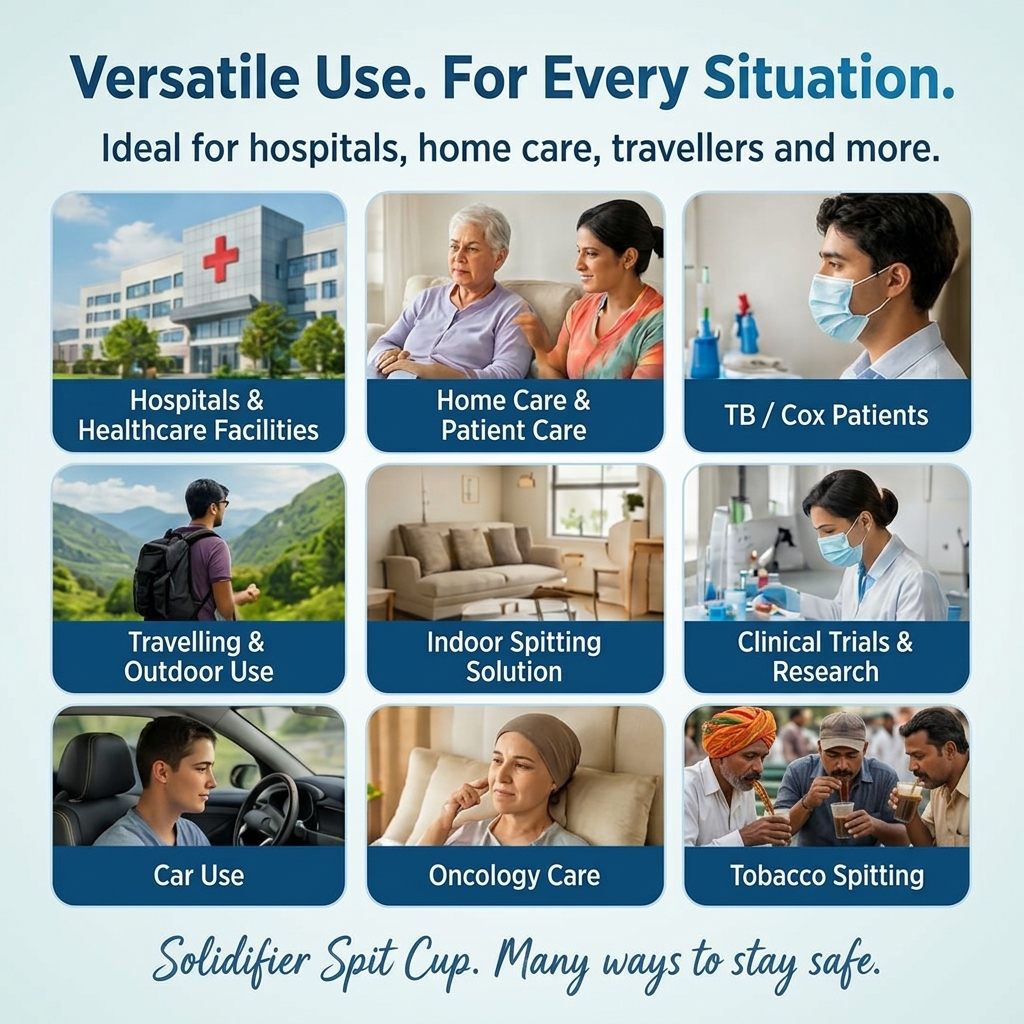 Versatile Use. For Every Situation.
Ideal for hospitals, home care, travellers and more.
Hospitals &
Healthcare Facilities
Home Care &
Patient Care
TB / Cox Patients
Travelling &
Outdoor Use
Indoor Spitting
Solution
Clinical Trials &
Research
Car Use
Oncology Care
Tobacco Spitting
Solidifier Spit Cup. Many ways to stay safe.